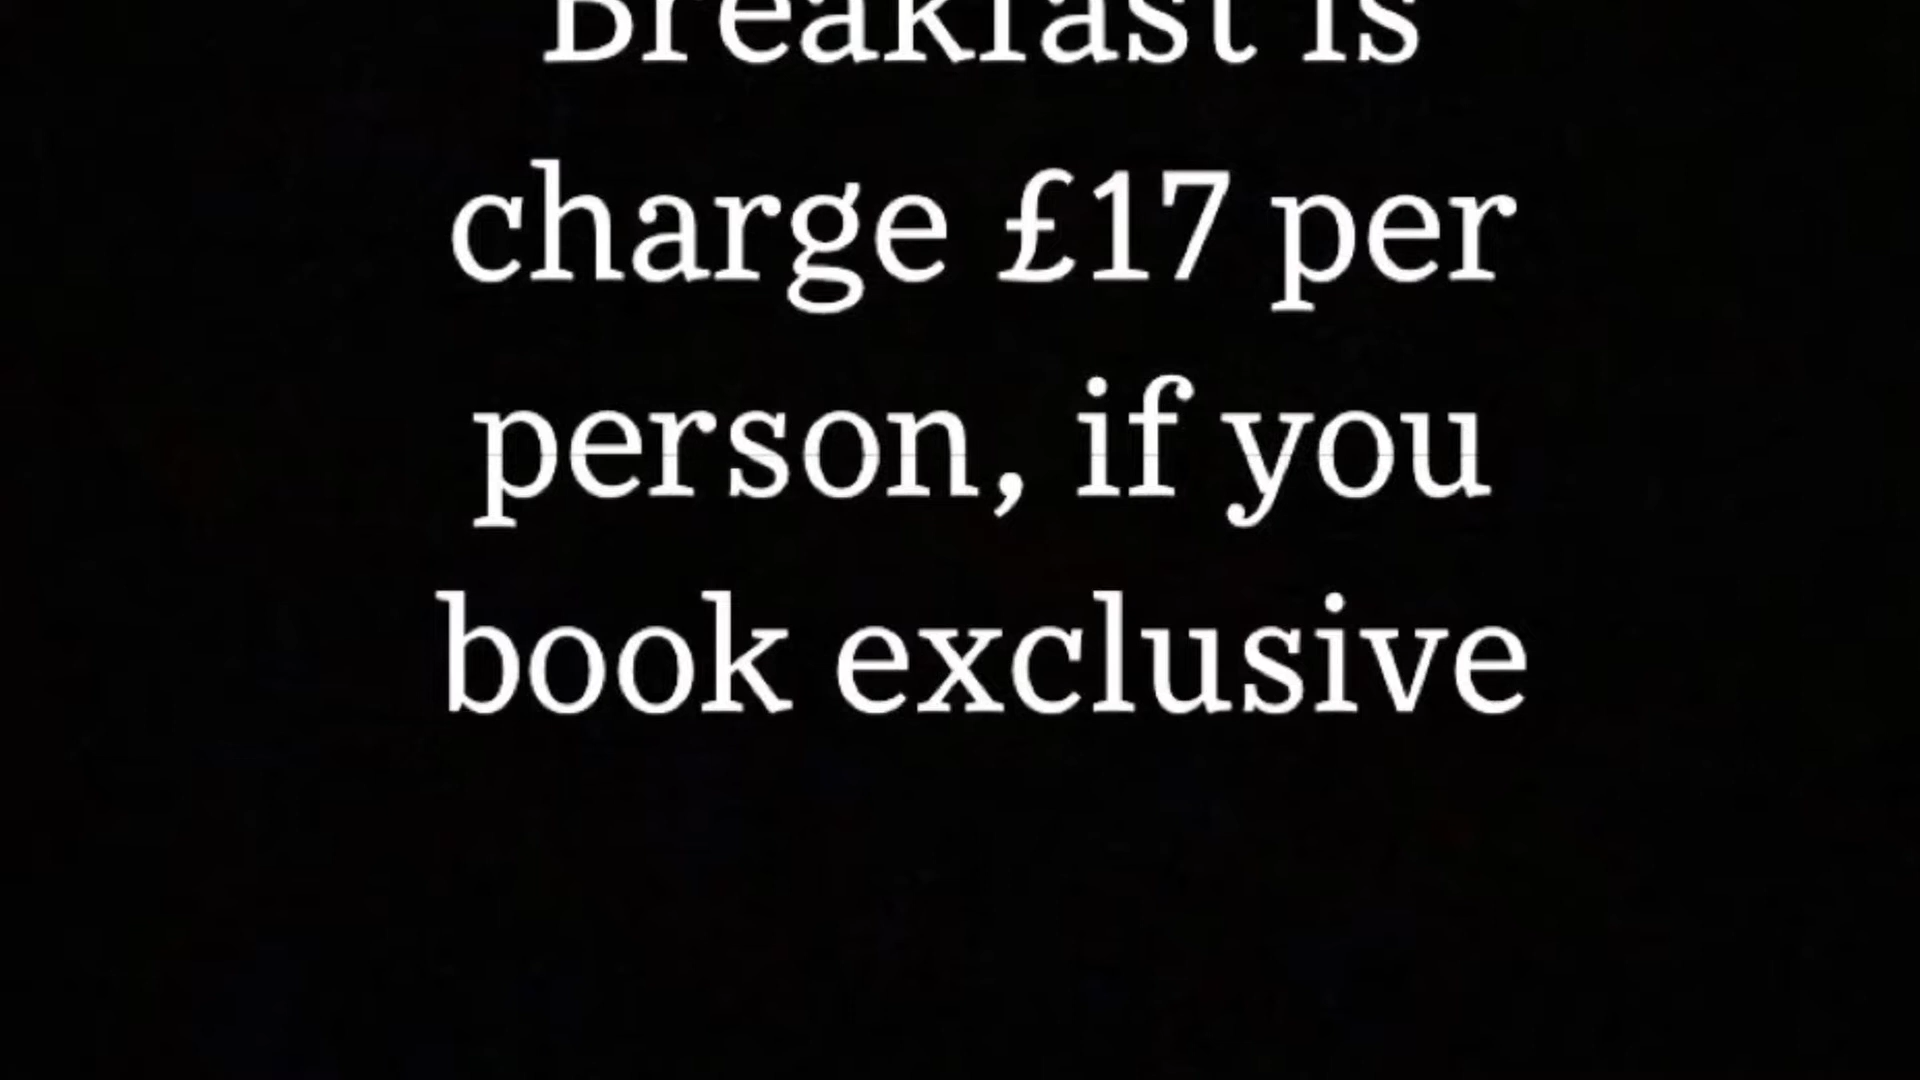 Breakfast is
charge £17 per
person, if you
book exclusive